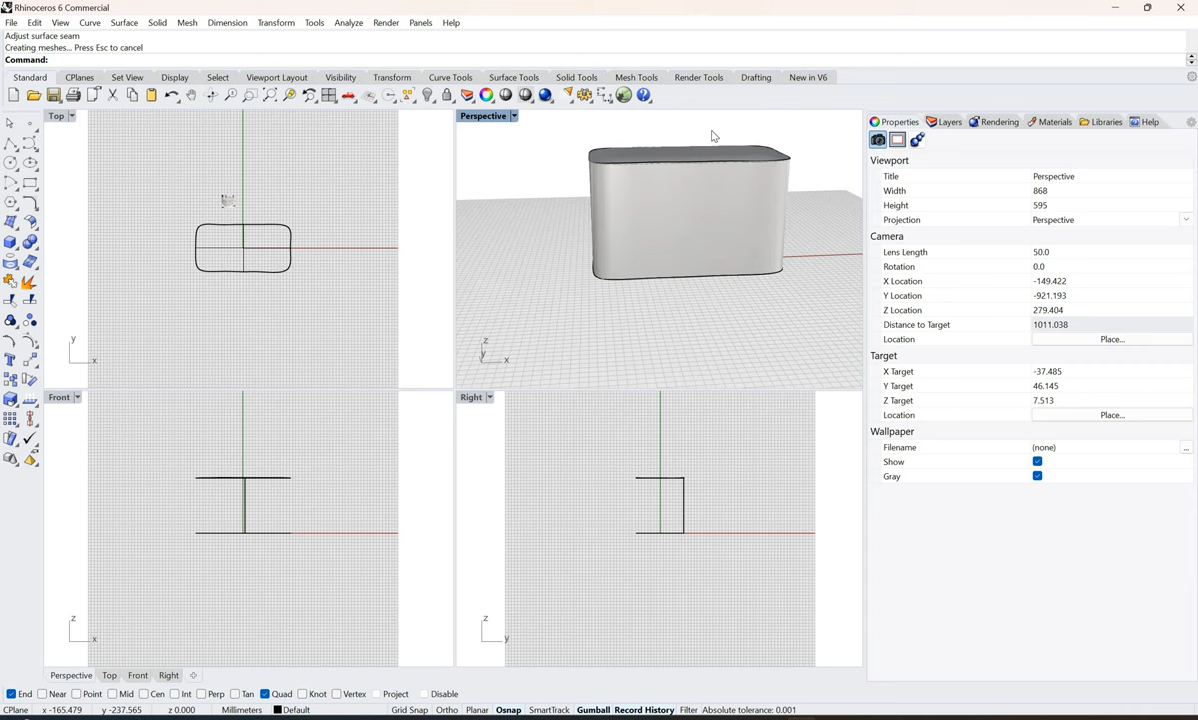 Rhinoceros 6 Commercial
File Edit View Curve Surface Solid Mesh Dimension Transform Tools Analyze Render Panels Help
Adjust surface seam
Creating meshes... Press Esc to cancel
Command:
Standard CPlanes Set View Display Select Viewport Layout Visibility Transform Curve Tools Surface Tools Solid Tools Mesh Tools Render Tools Drafting New in V6
Top Perspective Properties Layers Rendering Materials Libraries Help
Viewport
Title Perspective
Width 868
Height 595
Projection Perspective
Camera
Lens Length 50.0
Rotation 0.0
X Location -149.422
Y Location -921.193
Z Location 279.404
Distance to Target 1011.038
Location Place...
Target
X Target -37.485
Y Target 46.145
Z Target 7.513
Location Place...
Wallpaper
Filename (none) ...
Show
Gray
y
x
z
y
x
Front Right
z
x
z
y
Perspective Top Front Right
End Near Point Mid Cen Int Perp Tan Quad Knot Vertex Project Disable
CPlane x -165.479 y -237.565 z 0.000 Millimeters Default Grid Snap Ortho Planar Osnap SmartTrack Gumball Record History Filter Absolute tolerance: 0.001